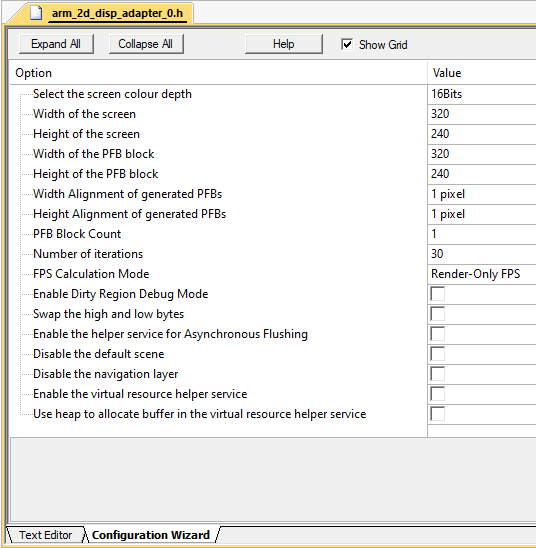 arm_2d_disp_adapter_0.h
Expand All Collapse All Help Show Grid
Option Value
Select the screen colour depth 16Bits
Width of the screen 320
Height of the screen 240
Width of the PFB block 320
Height of the PFB block 240
Width Alignment of generated PFBs 1 pixel
Height Alignment of generated PFBs 1 pixel
PFB Block Count 1
Number of iterations 30
FPS Calculation Mode Render-Only FPS
Enable Dirty Region Debug Mode
Swap the high and low bytes
Enable the helper service for Asynchronous Flushing
Disable the default scene
Disable the navigation layer
Enable the virtual resource helper service
Use heap to allocate buffer in the virtual resource helper service
Text Editor Configuration Wizard